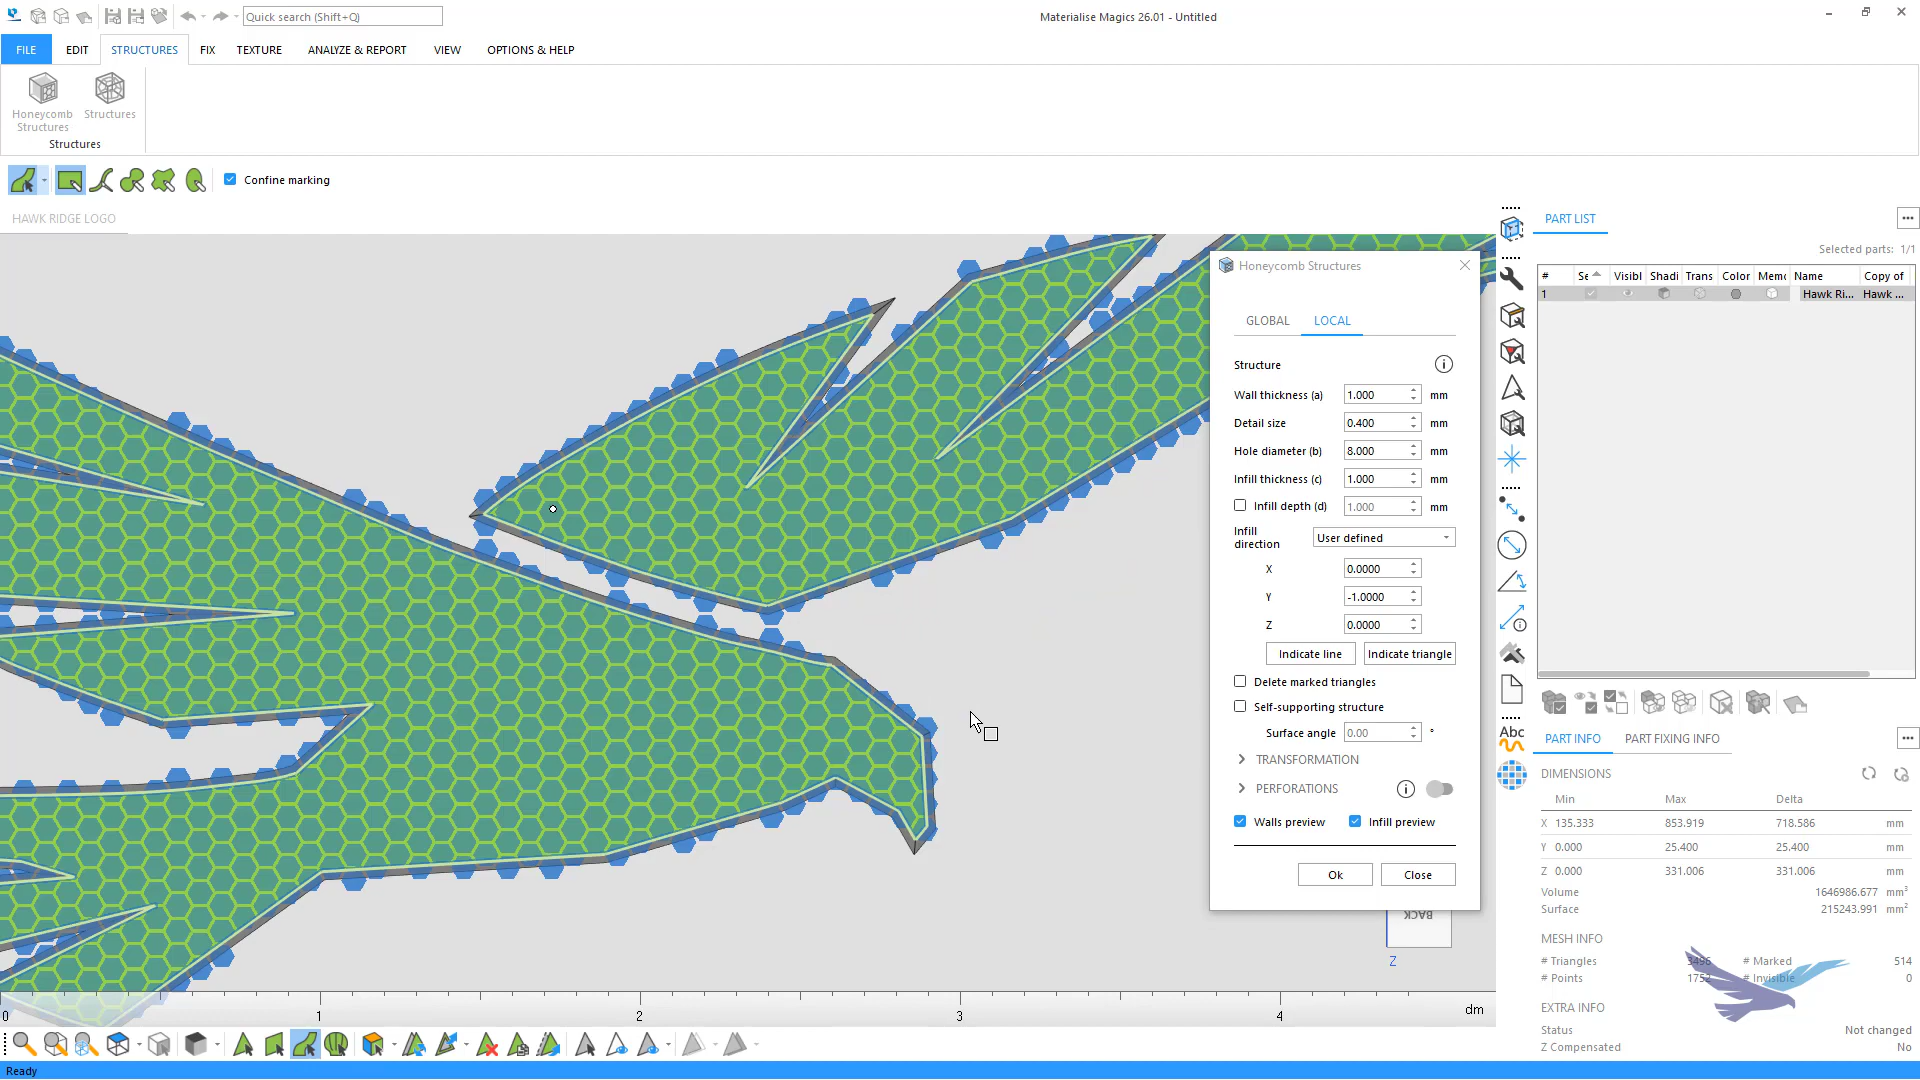 Quick search (Shift+Q)
Materialise Magics 26.01 - Untitled
FILE EDIT STRUCTURES FIX TEXTURE ANALYZE & REPORT VIEW OPTIONS & HELP
Honeycomb Structures
Structures
Structures
Confine marking
HAWK RIDGE LOGO
Honeycomb Structures
GLOBAL LOCAL
Structure
Wall thickness (a) 1.000 mm
Detail size 0.400 mm
Hole diameter (b) 8.000 mm
Infill thickness (c) 1.000 mm
Infill depth (d) 1.000 mm
Infill direction User defined
X 0.0000
Y -1.0000
Z 0.0000
Indicate line Indicate triangle
Delete marked triangles
Self-supporting structure
Surface angle 0.00 °
TRANSFORMATION
PERFORATIONS
Walls preview Infill preview
Ok Close
BACK
Z
0 1 2 3 4 dm
Ready
PART LIST
Selected parts: 1/1
# Se Visibl Shadi Trans Color Memc Name Copy of
1 Hawk Ri... Hawk ...
Abc
PART INFO PART FIXING INFO
DIMENSIONS
Min Max Delta
X 135.333 853.919 718.586 mm
Y 0.000 25.400 25.400 mm
Z 0.000 331.006 331.006 mm
Volume 1646986.677 mm³
Surface 215243.991 mm²
MESH INFO
# Triangles 3496 # Marked 514
# Points 1752 # Invisible 0
EXTRA INFO
Status Not changed
Z Compensated No